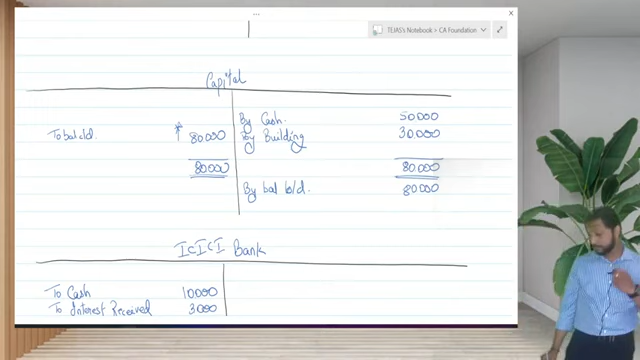 TEJAS's Notebook > CA Foundation
Capital
By Cash 50000
To bal c/d. 80000 By Building 30000
80000 80000
By bal b/d. 80000
ICICI Bank
To Cash 10000
To Interest Received 3000